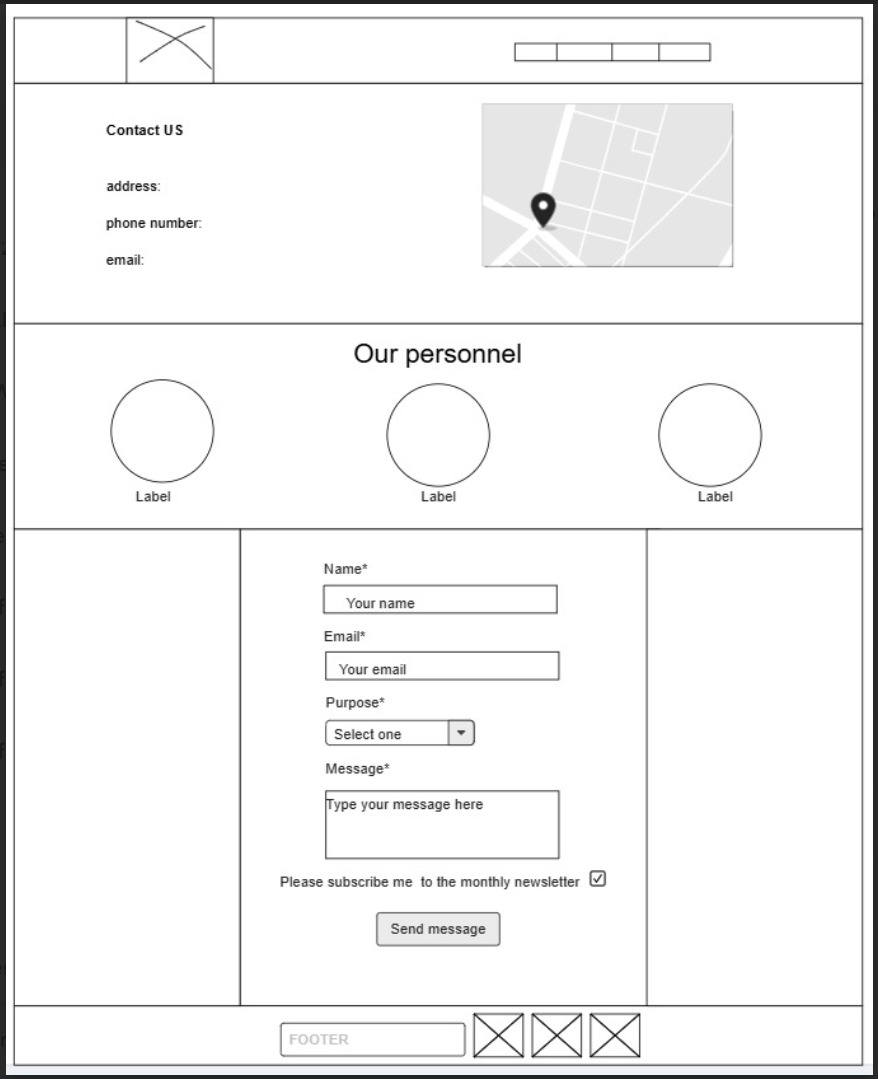 Contact US
address:
phone number:
email:
Our personnel
Label
Label
Label
Name*
Your name
Email*
Your email
Purpose*
Select one
Message*
Type your message here
Please subscribe me to the monthly newsletter
Send message
FOOTER